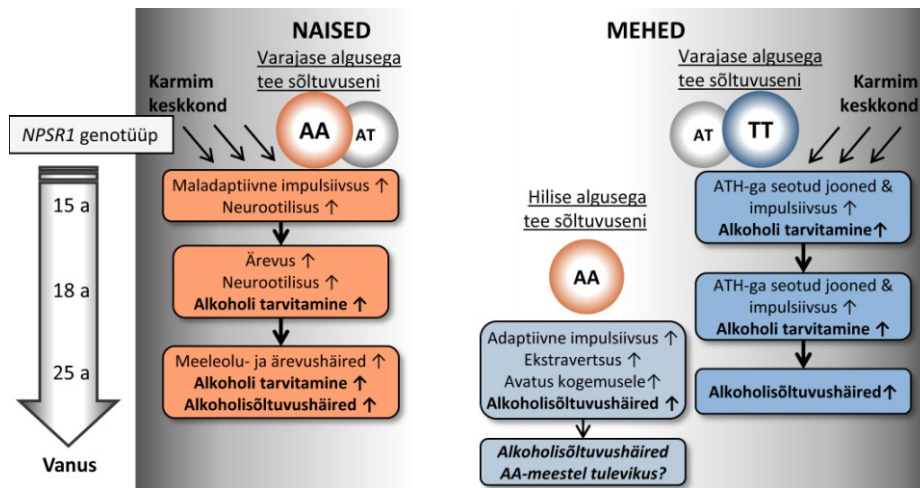 NAISED
Varajase algusega
tee sõltuvuseni
Karmim
keskkond
AA
AT
NPSR1 genotüüp
15 a
18 a
25 a
Vanus
Maladaptiivne impulsiivsus ↑
Neurootilisus ↑
Ärevus ↑
Neurootilisus ↑
Alkoholi tarvitamine ↑
Meeleolu- ja ärevushäired ↑
Alkoholi tarvitamine ↑
Alkoholisõltuvushäired ↑
MEHED
Hilise algusega
tee sõltuvuseni
AA
Adaptiivne impulsiivsus ↑
Ekstravertsus ↑
Avatus kogemusele↑
Alkoholisõltuvushäired ↑
Alkoholisõltuvushäired
AA-meestel tulevikus?
Varajase algusega
tee sõltuvuseni
Karmim
keskkond
AT
TT
ATH-ga seotud jooned &
impulsiivsus ↑
Alkoholi tarvitamine↑
ATH-ga seotud jooned &
impulsiivsus ↑
Alkoholi tarvitamine↑
Alkoholisõltuvushäired↑